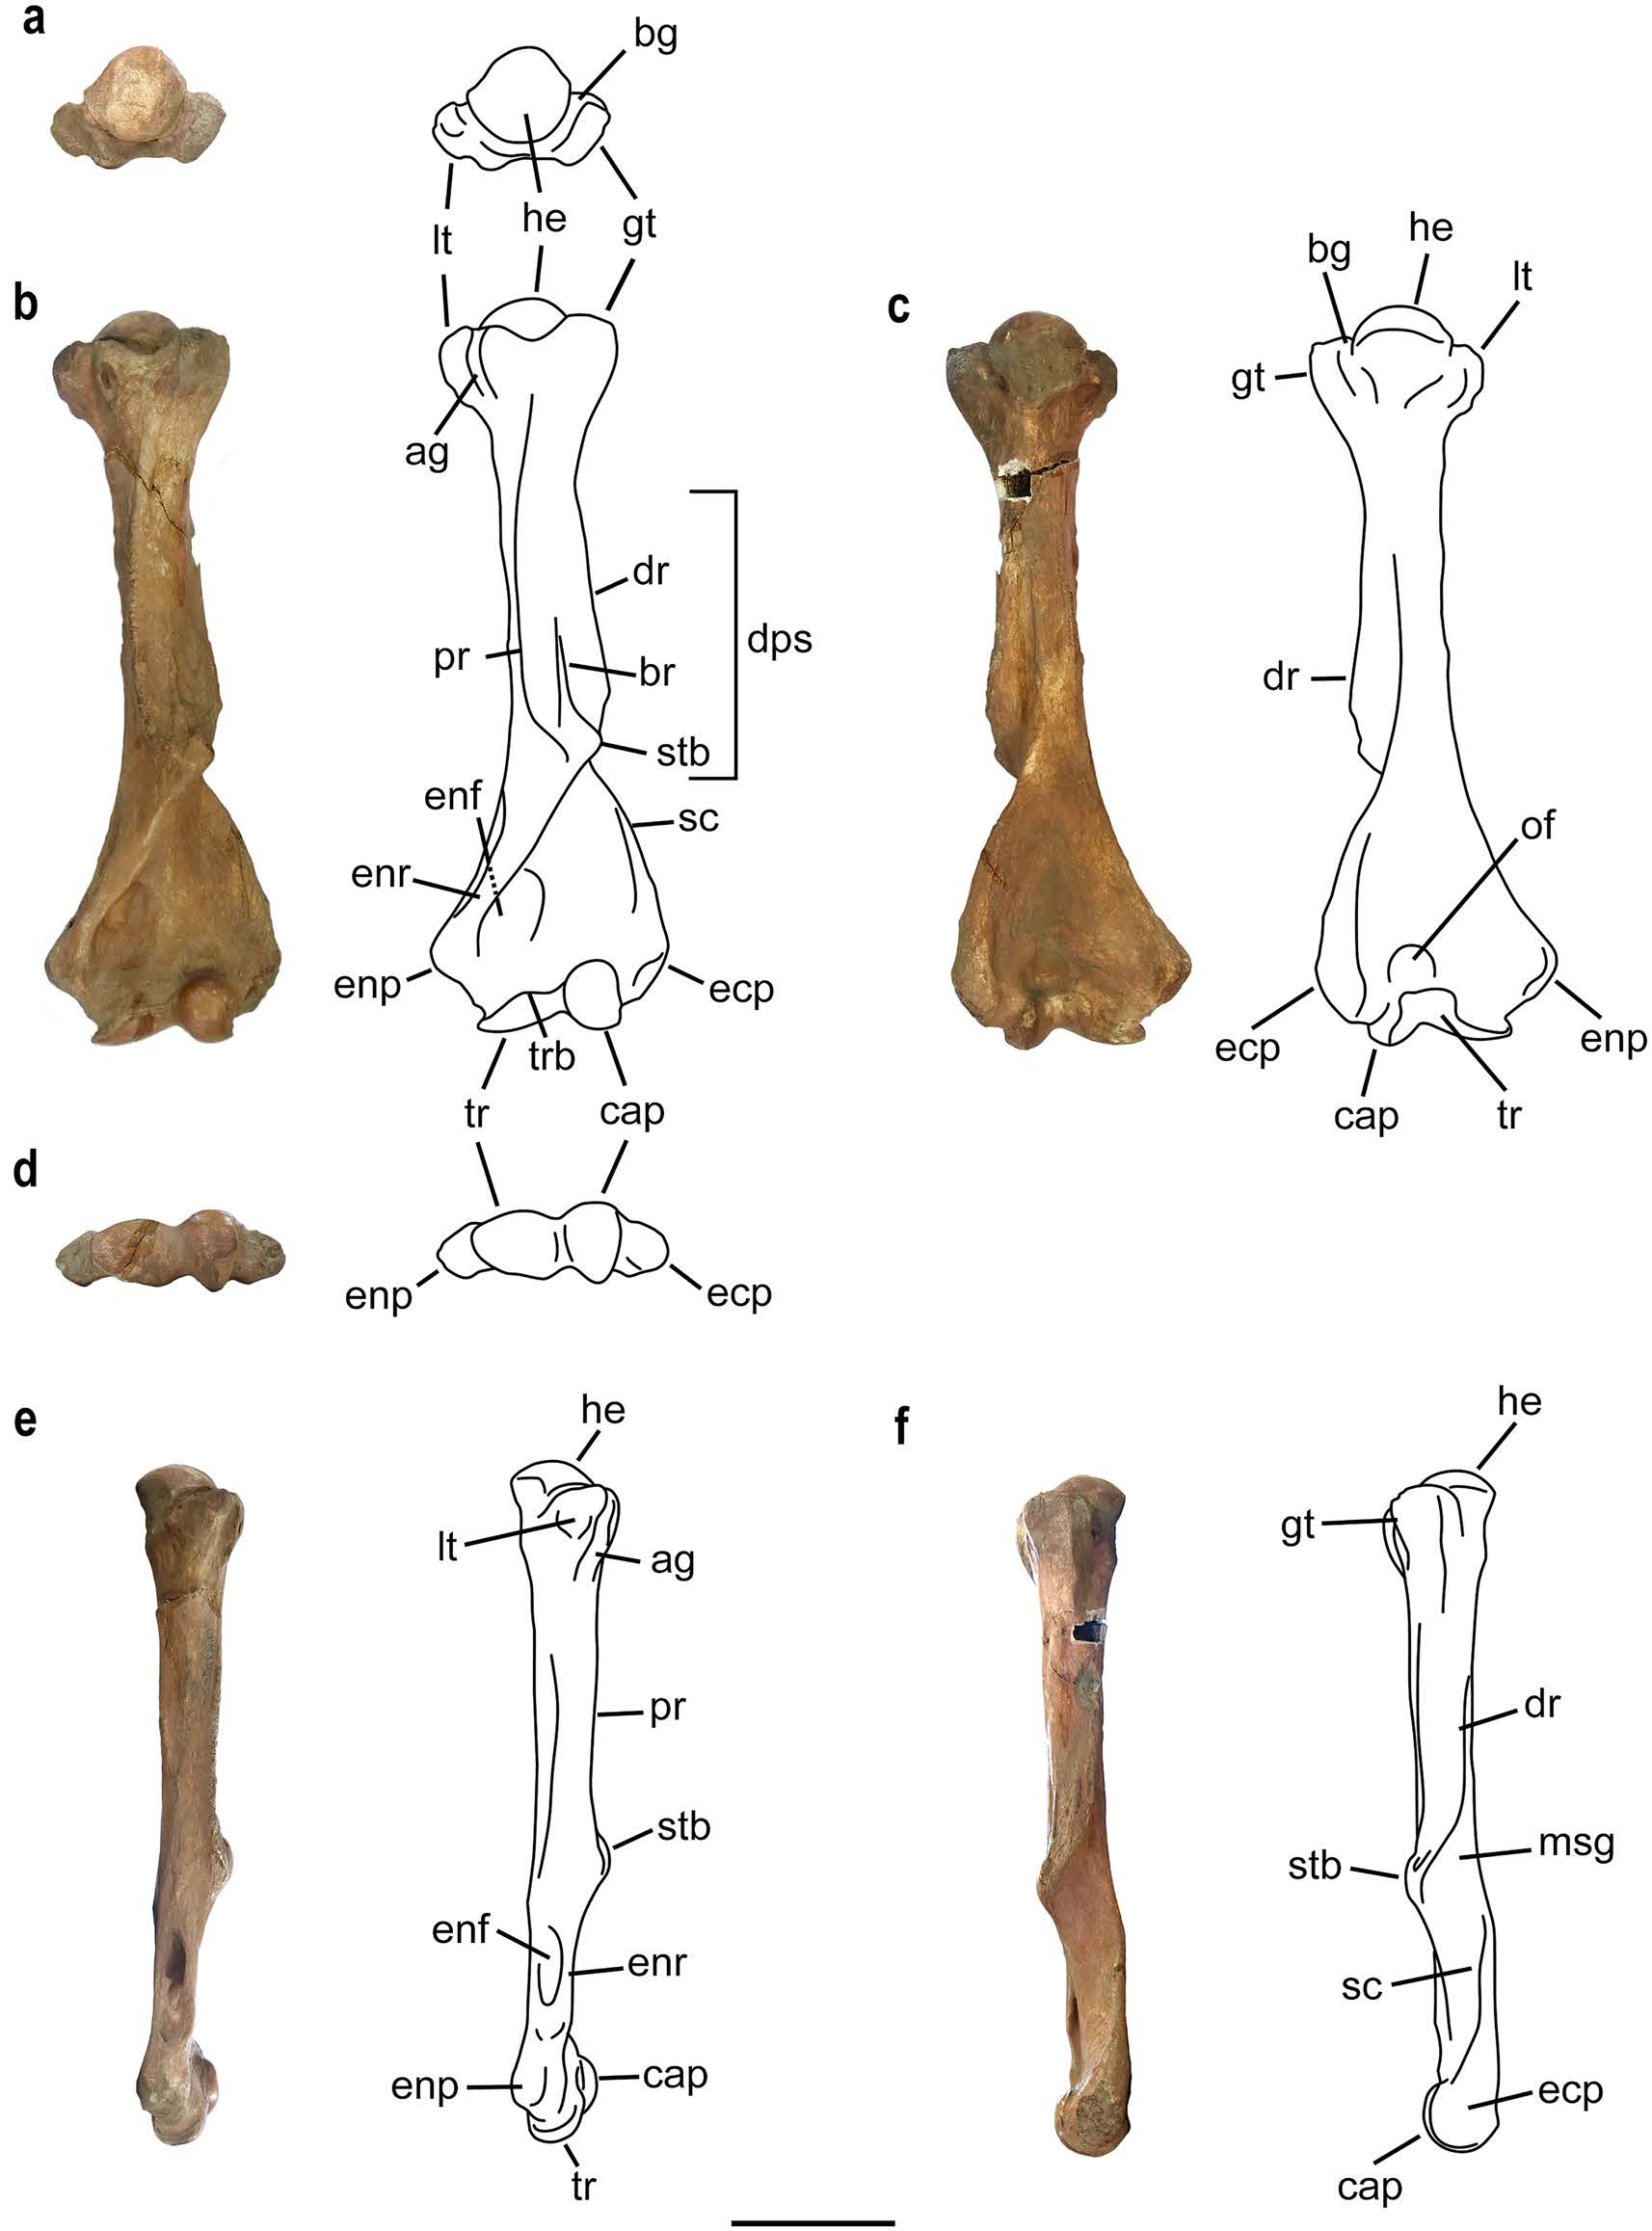 a
bg
he
lt
gt
b
ag
dr
dps
pr
br
stb
enf
sc
enr
enp
ecp
trb
tr
cap
c
bg
he
lt
gt
dr
of
ecp
enp
cap
tr
d
enp
ecp
e
he
lt
ag
pr
stb
enf
enr
enp
cap
tr
f
he
gt
dr
msg
stb
sc
ecp
cap